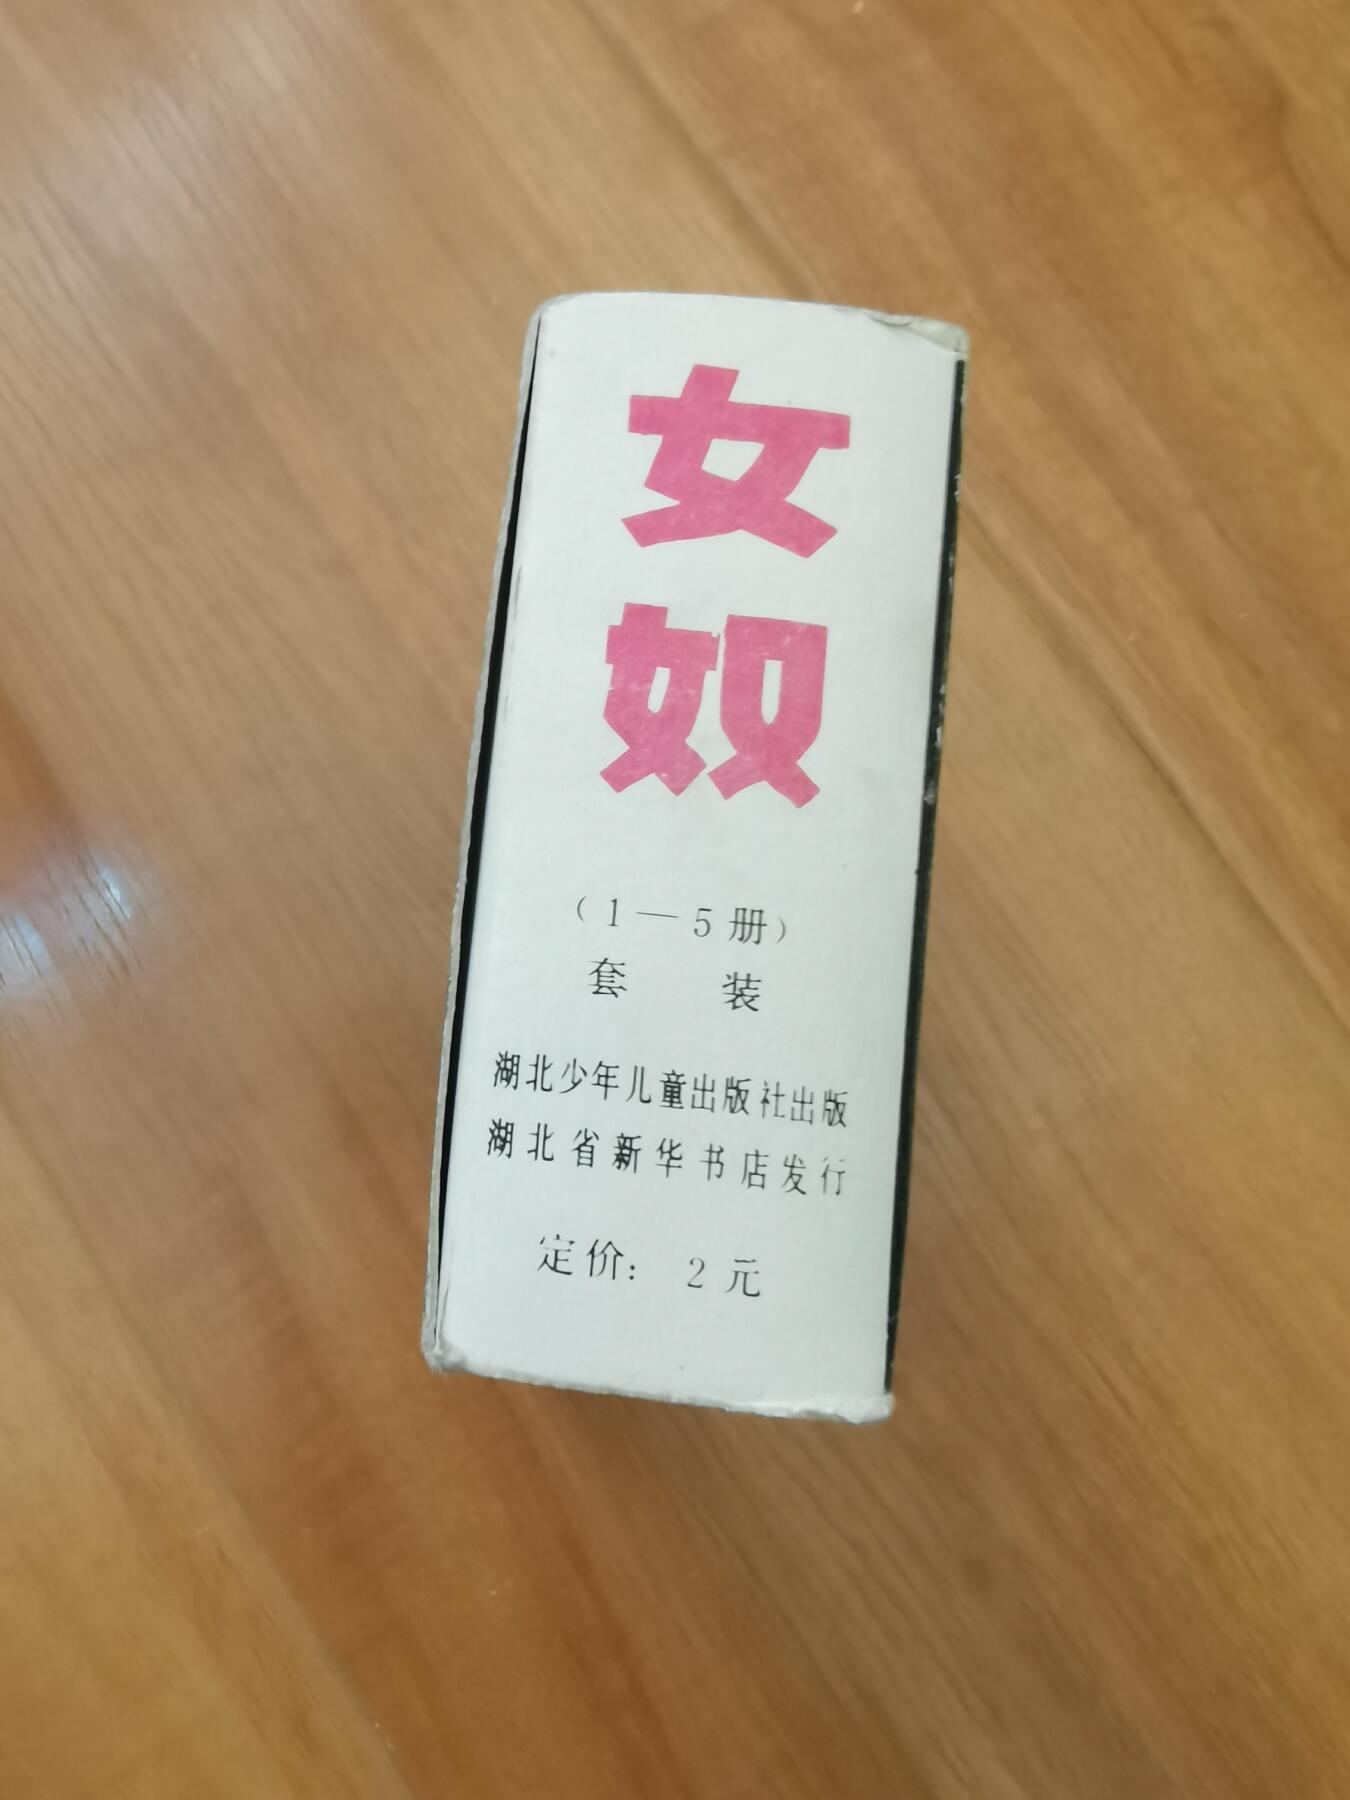 女
奴
（1—5册）
套 装
湖北少年儿童出版社出版
湖北省新华书店发行
定价： 2元